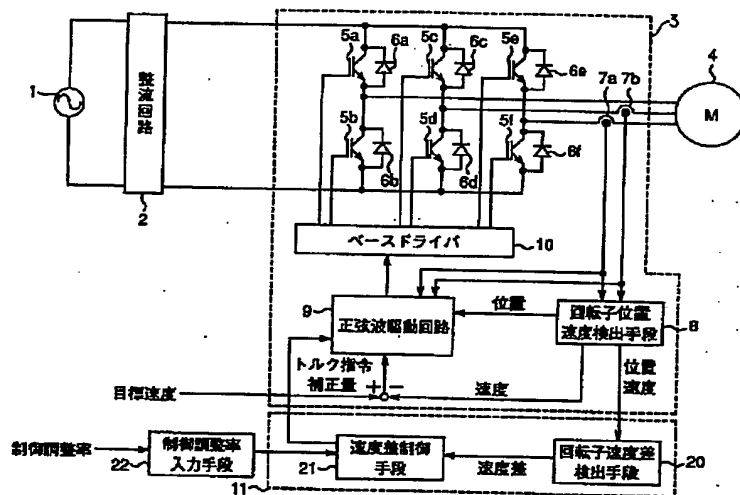 3
5a
6a
5c
6c
5e
6e
7a 7b
4
1
整流回路
M
5b
5d
5f
6b
6d
6f
2
ベースドライバ
10
9
正弦波駆動回路
位置
回転子位置
速度検出手段
8
トルク指令
補正量
+
−
目標速度
速度
位置
速度
制御調整率
制御調整率
入力手段
22
速度差制御
手段
21
速度差
回転子速度差
検出手段
20
11